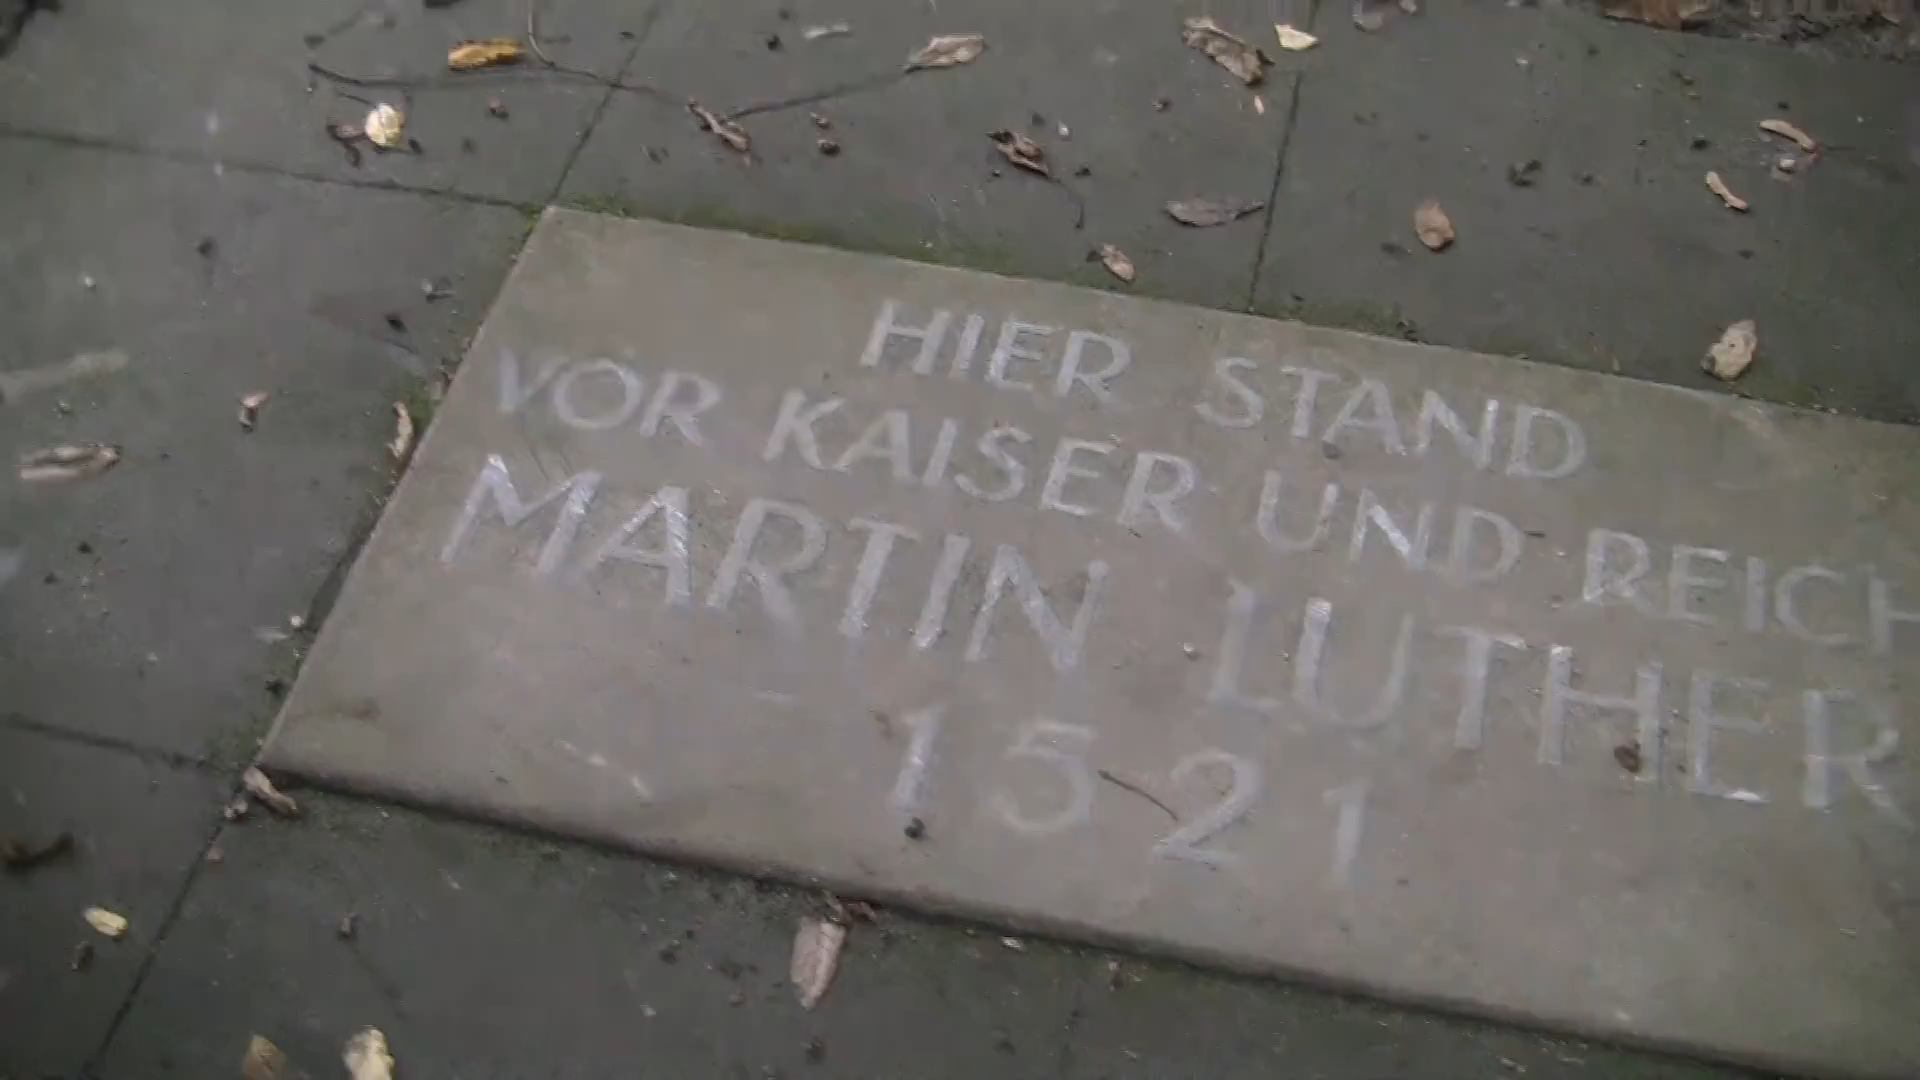 HIER STAND
VOR KAISER UND REICH
MARTIN LUTHER
1521